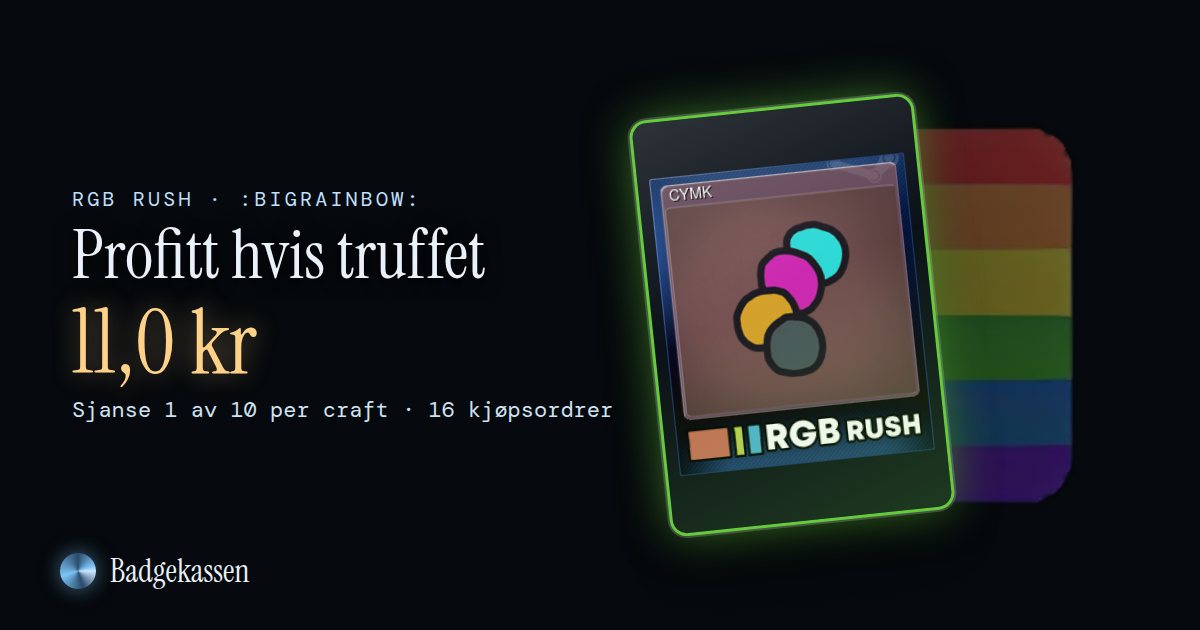 RGB RUSH · :BIGRAINBOW:
Profitt hvis truffet
11,0 kr
Sjanse 1 av 10 per craft · 16 kjøpsordrer
Badgekassen
CYMK
RGB RUSH